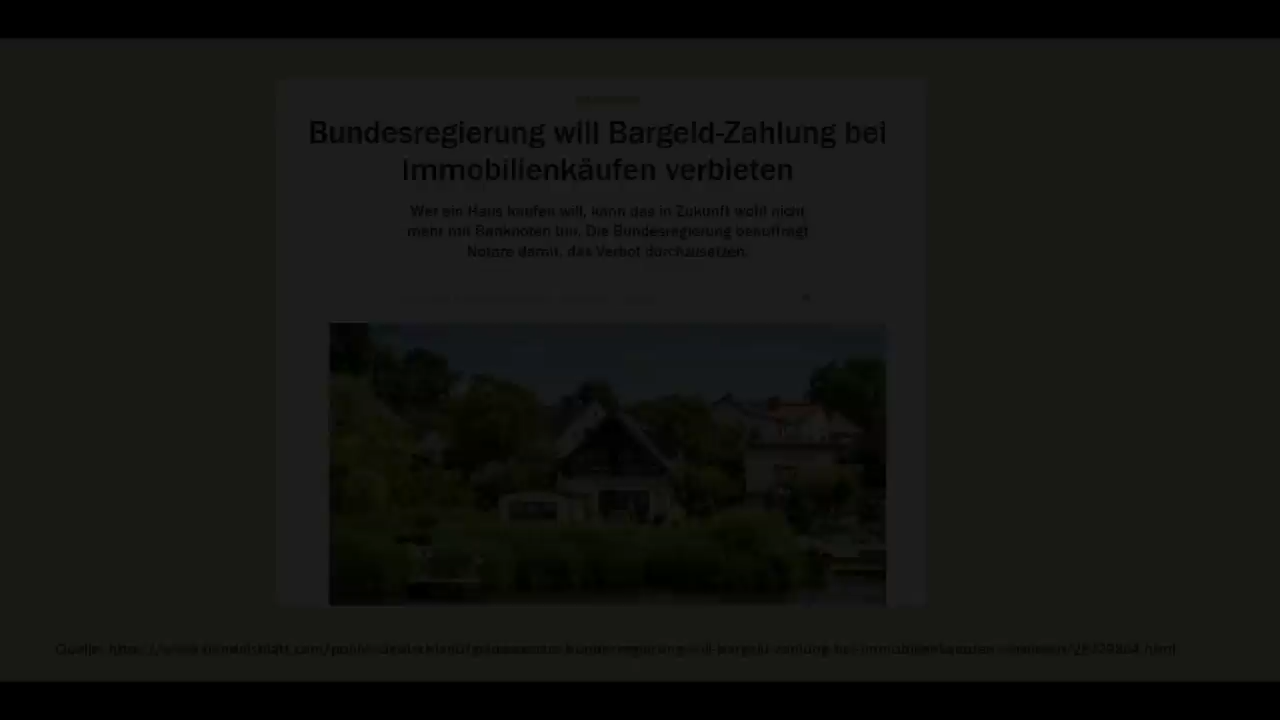 Bundesregierung will Bargeld-Zahlung bei
Immobilienkäufen verbieten
Wer ein Haus kaufen will, kann das in Zukunft wohl nicht
mehr mit Banknoten tun. Die Bundesregierung beauftragt
Notare damit, das Verbot durchzusetzen.
Quelle: